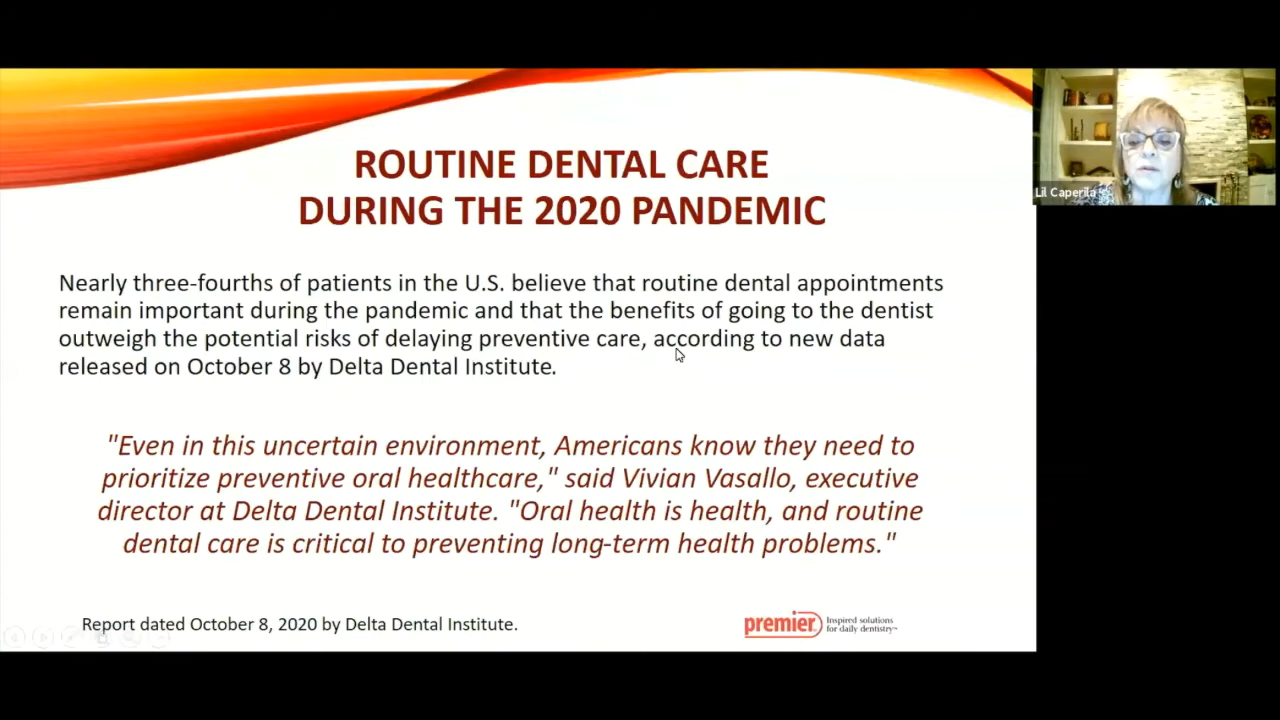 ROUTINE DENTAL CARE
DURING THE 2020 PANDEMIC
Nearly three-fourths of patients in the U.S. believe that routine dental appointments
remain important during the pandemic and that the benefits of going to the dentist
outweigh the potential risks of delaying preventive care, according to new data
released on October 8 by Delta Dental Institute.
"Even in this uncertain environment, Americans know they need to
prioritize preventive oral healthcare," said Vivian Vasallo, executive
director at Delta Dental Institute. "Oral health is health, and routine
dental care is critical to preventing long-term health problems."
Report dated October 8, 2020 by Delta Dental Institute.
premier
Inspired solutions
for daily dentistry™
Lil Caperila